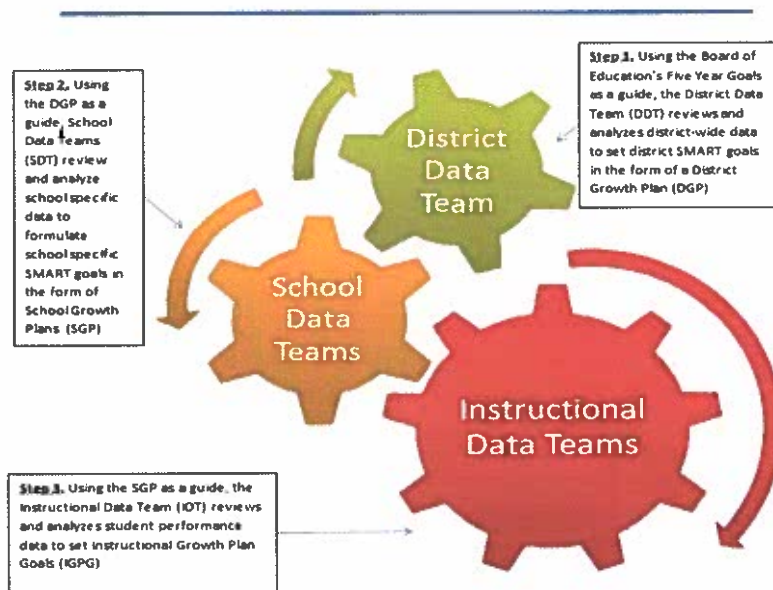 Step 1. Using the Board of
Education's Five Year Goals
as a guide, the District Data
Team (DDT) reviews and
analyzes district-wide data
to set district SMART goals
in the form of a District
Growth Plan (DGP)
Step 2. Using
the DGP as a
guide, School
Data Teams
(SDT) review
and analyze
school specific
data to
formulate
school specific
SMART goals in
the form of
School Growth
Plans (SGP)
District
Data
Team
School
Data
Teams
Instructional
Data Teams
Step 3. Using the SGP as a guide, the
Instructional Data Team (IDT) reviews
and analyzes student performance
data to set Instructional Growth Plan
Goals (IGPG)